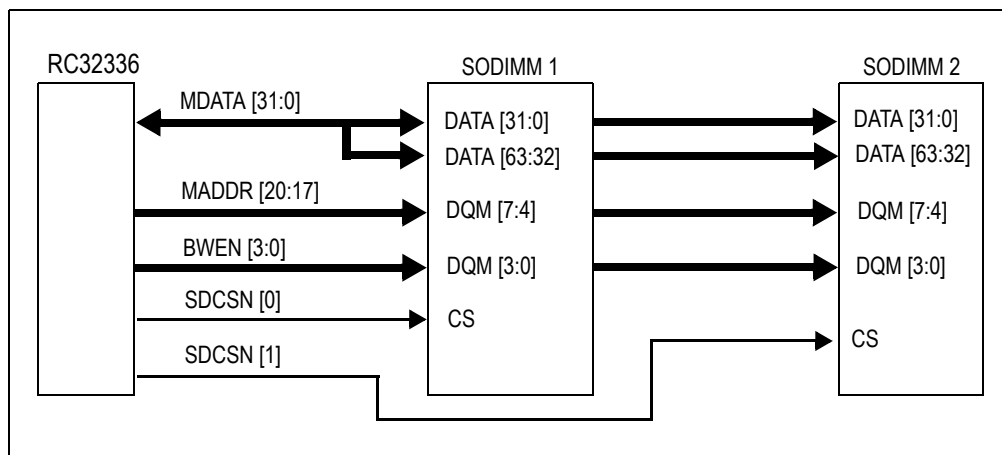 RC32336
SODIMM 1
SODIMM 2
MDATA [31:0]
DATA [31:0]
DATA [31:0]
DATA [63:32]
DATA [63:32]
MADDR [20:17]
DQM [7:4]
DQM [7:4]
BWEN [3:0]
DQM [3:0]
DQM [3:0]
SDCSN [0]
CS
CS
SDCSN [1]